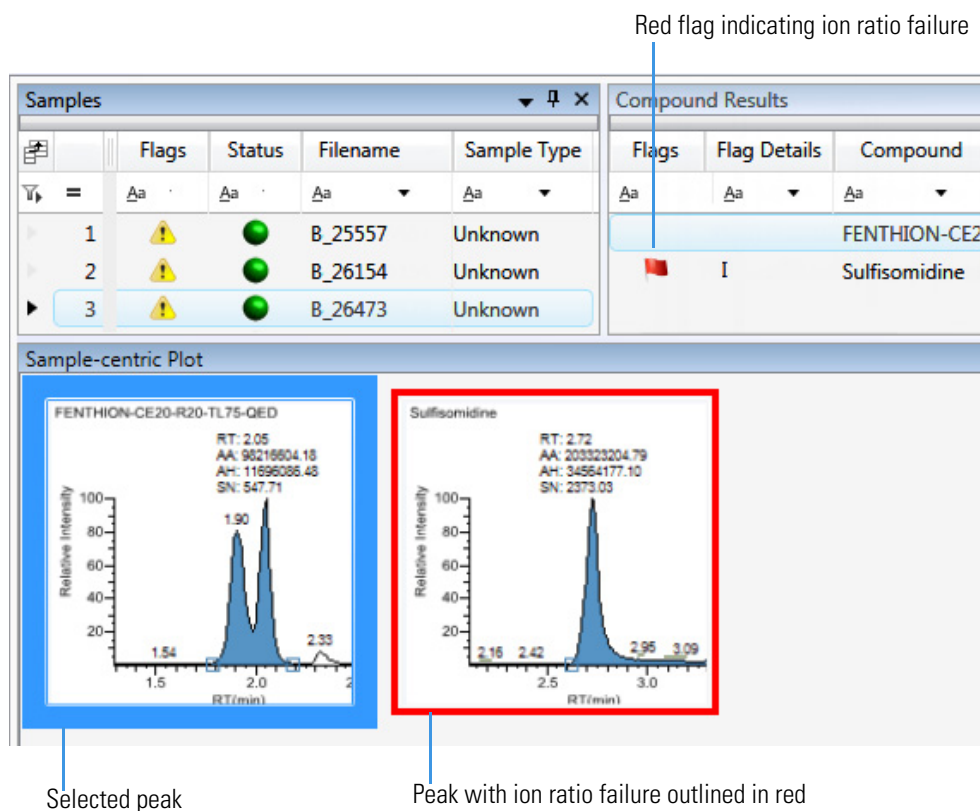 Red flag indicating ion ratio failure
Samples
Compound Results
Flags Status Filename Sample Type
Flags Flag Details Compound
= Aa Aa Aa Aa
Aa Aa Aa
1 B_25557 Unknown
FENTHION-CE2
2 B_26154 Unknown
I Sulfisomidine
3 B_26473 Unknown
Sample-centric Plot
FENTHION-CE20-R20-TL75-QED
RT: 2.05
AA: 98216604.18
AH: 11696086.48
SN: 547.71
Relative Intensity
100
80
60
40
20
1.90
1.54
2.33
1.5 2.0 2
RT(min)
Sulfisomidine
RT: 2.72
AA: 203323204.79
AH: 34564177.10
SN: 2373.03
Relative Intensity
100
80
60
40
20
2.16 2.42 2.95 3.09
2.5 3.0
RT(min)
Selected peak
Peak with ion ratio failure outlined in red